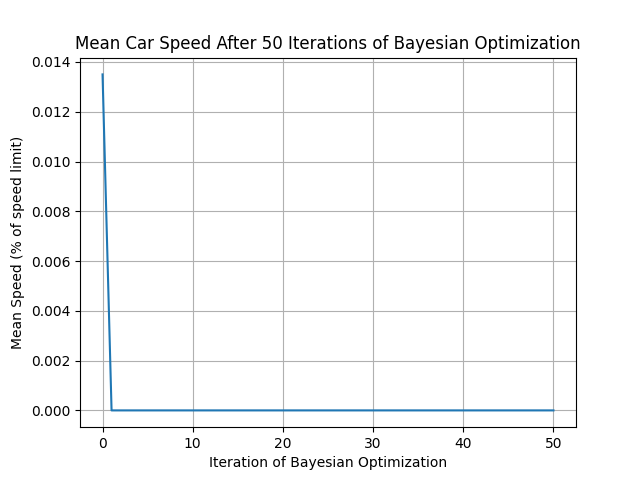 Mean Car Speed After 50 Iterations of Bayesian Optimization
0.014
0.012
0.010
0.008
0.006
0.004
0.002
0.000
Mean Speed (% of speed limit)
0 10 20 30 40 50
Iteration of Bayesian Optimization